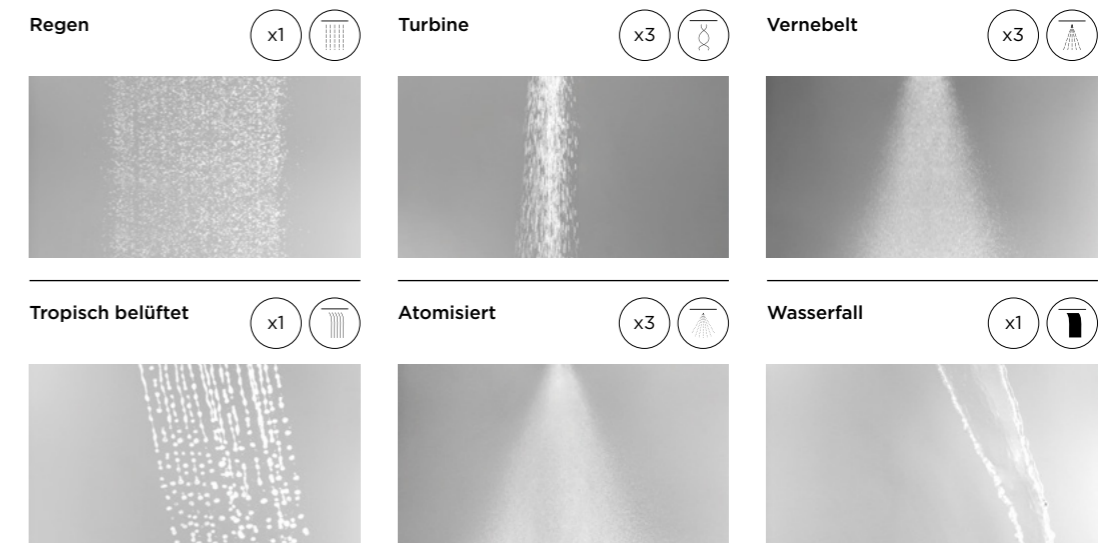 Regen
x1
Turbine
x3
Vernebelt
x3
Tropisch belüftet
x1
Atomisiert
x3
Wasserfall
x1